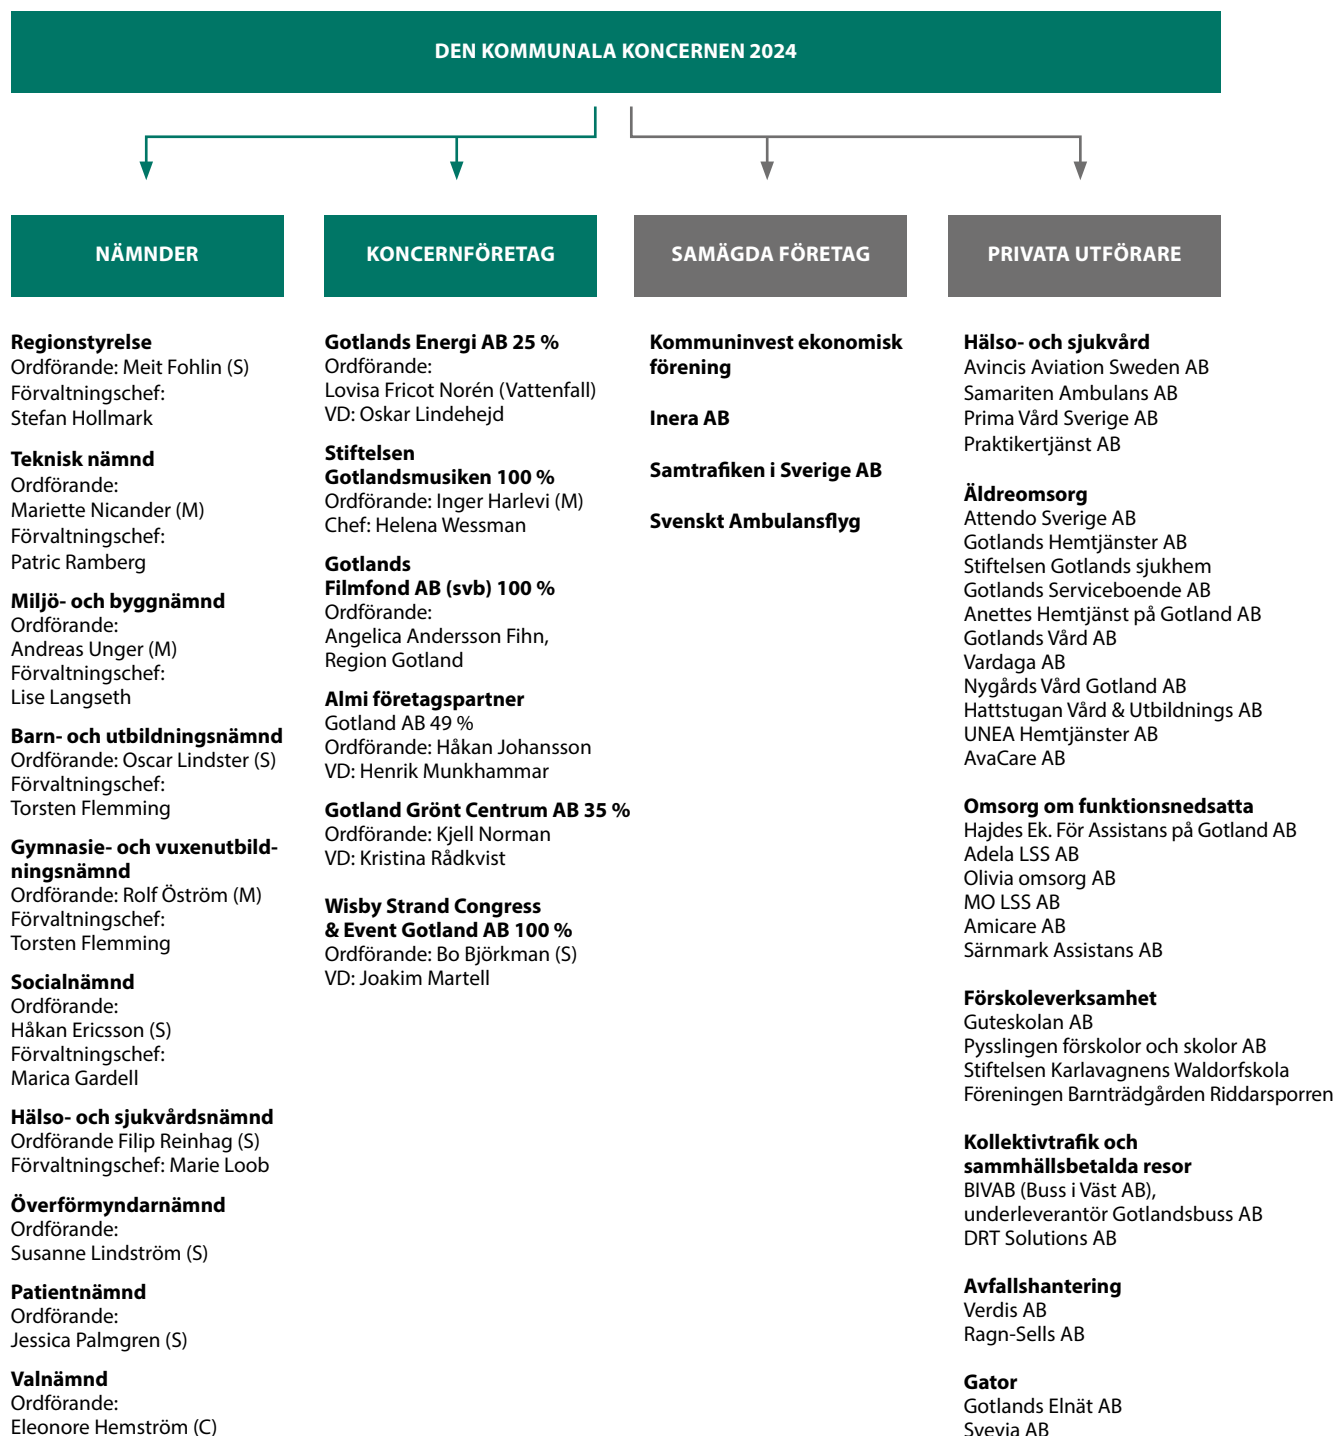 DEN KOMMUNALA KONCERNEN 2024
NÄMNDER
Regionstyrelse
Ordförande: Meit Fohlin (S)
Förvaltningschef:
Stefan Hollmark
Teknisk nämnd
Ordförande:
Mariette Nicander (M)
Förvaltningschef:
Patric Ramberg
Miljö- och byggnämnd
Ordförande:
Andreas Unger (M)
Förvaltningschef:
Lise Langseth
Barn- och utbildningsnämnd
Ordförande: Oscar Lindster (S)
Förvaltningschef:
Torsten Flemming
Gymnasie- och vuxenutbild-
ningsnämnd
Ordförande: Rolf Öström (M)
Förvaltningschef:
Torsten Flemming
Socialnämnd
Ordförande:
Håkan Ericsson (S)
Förvaltningschef:
Marica Gardell
Hälso- och sjukvårdsnämnd
Ordförande Filip Reinhag (S)
Förvaltningschef: Marie Loob
Överförmyndarnämnd
Ordförande:
Susanne Lindström (S)
Patientnämnd
Ordförande:
Jessica Palmgren (S)
Valnämnd
Ordförande:
Eleonore Hemström (C)
KONCERNFÖRETAG
Gotlands Energi AB 25 %
Ordförande:
Lovisa Fricot Norén (Vattenfall)
VD: Oskar Lindehejd
Stiftelsen
Gotlandsmusiken 100 %
Ordförande: Inger Harlevi (M)
Chef: Helena Wessman
Gotlands
Filmfond AB (svb) 100 %
Ordförande:
Angelica Andersson Fihn,
Region Gotland
Almi företagspartner
Gotland AB 49 %
Ordförande: Håkan Johansson
VD: Henrik Munkhammar
Gotland Grönt Centrum AB 35 %
Ordförande: Kjell Norman
VD: Kristina Rådkvist
Wisby Strand Congress
& Event Gotland AB 100 %
Ordförande: Bo Björkman (S)
VD: Joakim Martell
SAMÄGDA FÖRETAG
Kommuninvest ekonomisk
förening
Inera AB
Samtrafiken i Sverige AB
Svenskt Ambulansflyg
PRIVATA UTFÖRARE
Hälso- och sjukvård
Avincis Aviation Sweden AB
Samariten Ambulans AB
Prima Vård Sverige AB
Praktikertjänst AB
Äldreomsorg
Attendo Sverige AB
Gotlands Hemtjänster AB
Stiftelsen Gotlands sjukhem
Gotlands Serviceboende AB
Anettes Hemtjänst på Gotland AB
Gotlands Vård AB
Vardaga AB
Nygårds Vård Gotland AB
Hattstugan Vård & Utbildnings AB
UNEA Hemtjänster AB
AvaCare AB
Omsorg om funktionsnedsatta
Hajdes Ek. För Assistans på Gotland AB
Adela LSS AB
Olivia omsorg AB
MO LSS AB
Amicare AB
Särnmark Assistans AB
Förskoleverksamhet
Guteskolan AB
Pysslingen förskolor och skolor AB
Stiftelsen Karlavagnens Waldorfskola
Föreningen Barnträdgården Riddarsporren
Kollektivtrafik och
sammhällsbetalda resor
BIVAB (Buss i Väst AB),
underleverantör Gotlandsbuss AB
DRT Solutions AB
Avfallshantering
Verdis AB
Ragn-Sells AB
Gator
Gotlands Elnät AB
Svevia AB